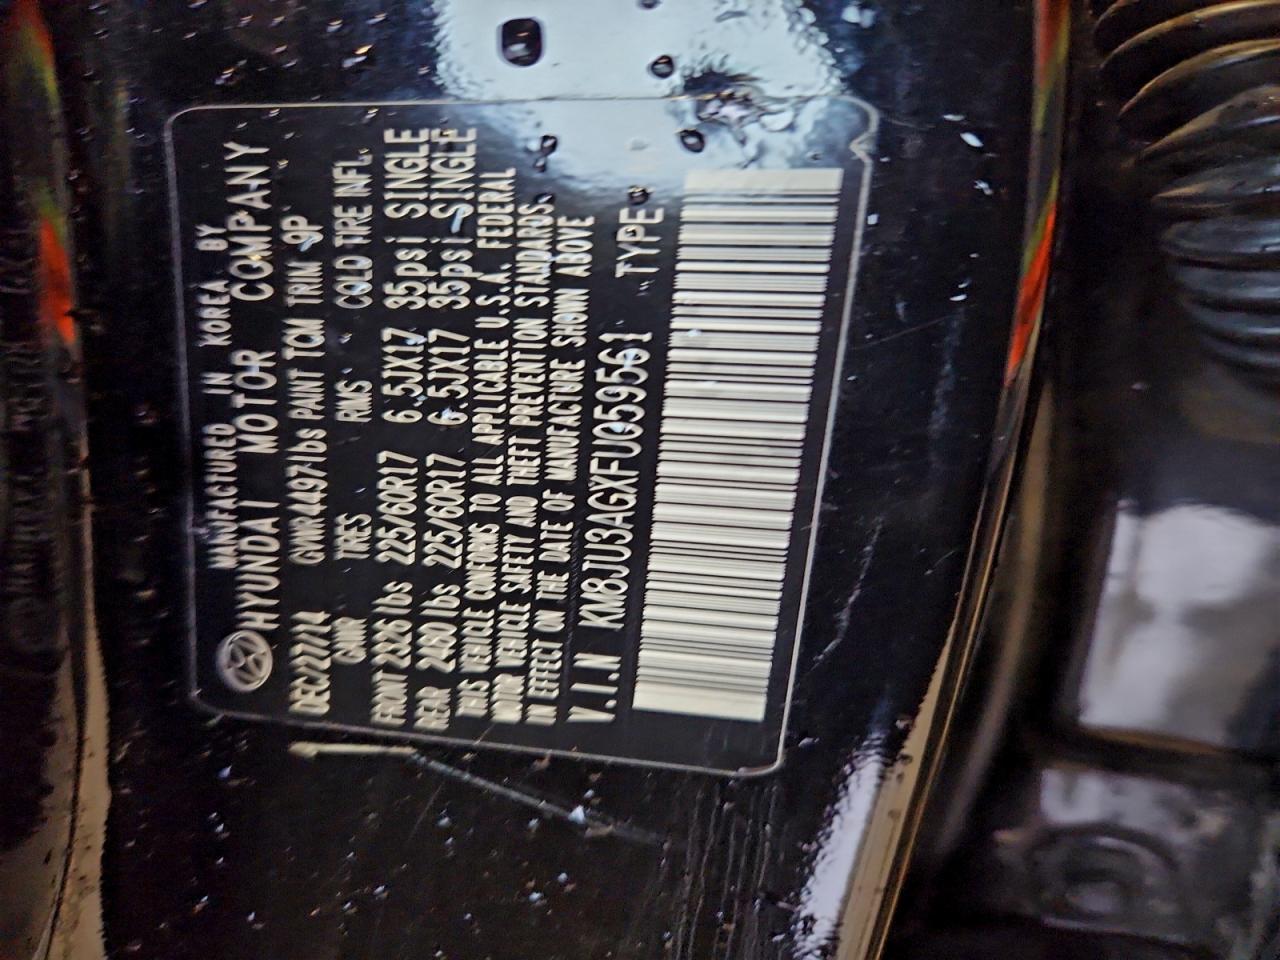 MANUFACTURED IN KOREA BY
HYUNDAI MOTOR COMPANY
DEC/27/14 GVWR 4497lbs PAINT TCM TRIM 9P
GAWR TIRES RIMS COLD TIRE INFL.
FRONT 2326 lbs 225/60R17 6.5JX17 35psi SINGLE
REAR 2460 lbs 225/60R17 6.5JX17 35psi SINGLE
THIS VEHICLE CONFORMS TO ALL APPLICABLE U.S.A. FEDERAL
MOTOR VEHICLE SAFETY AND THEFT PREVENTION STANDARDS
IN EFFECT ON THE DATE OF MANUFACTURE SHOWN ABOVE
V.I.N KM8JU3AGXFU059561 TYPE